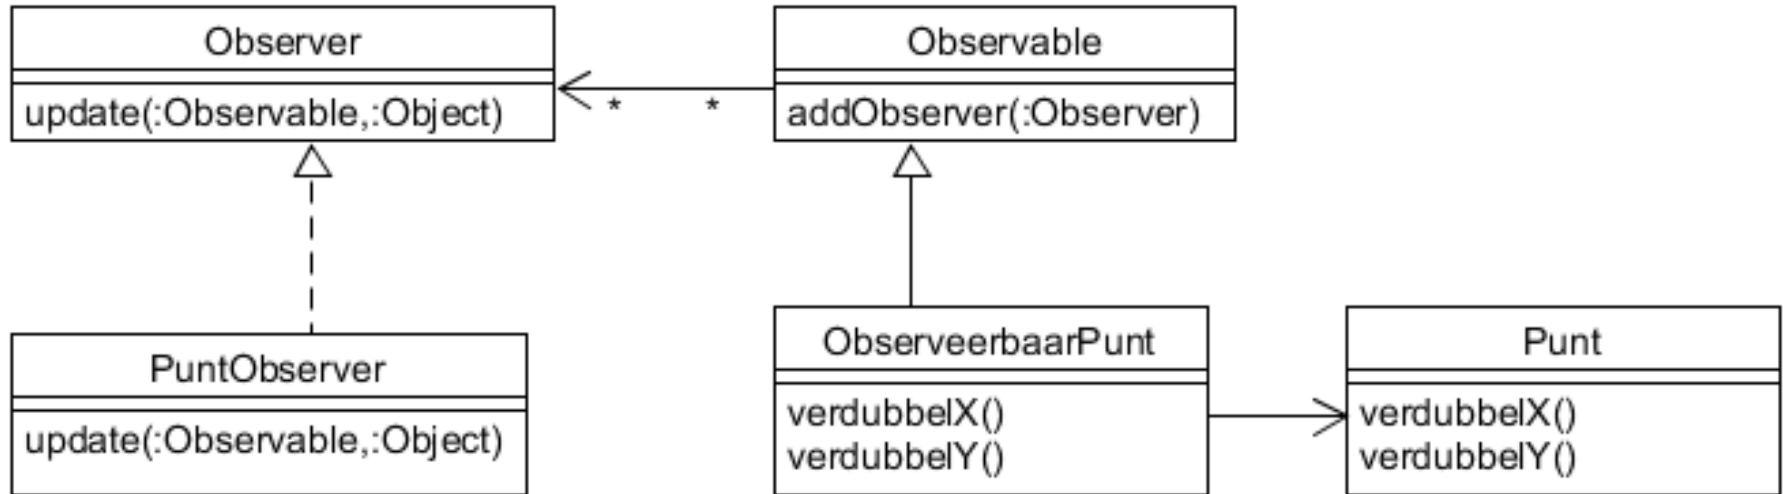 Observer
update(:Observable,:Object)
* *
Observable
addObserver(:Observer)
PuntObserver
update(:Observable,:Object)
ObserveerbaarPunt
verdubbelX()
verdubbelY()
Punt
verdubbelX()
verdubbelY()